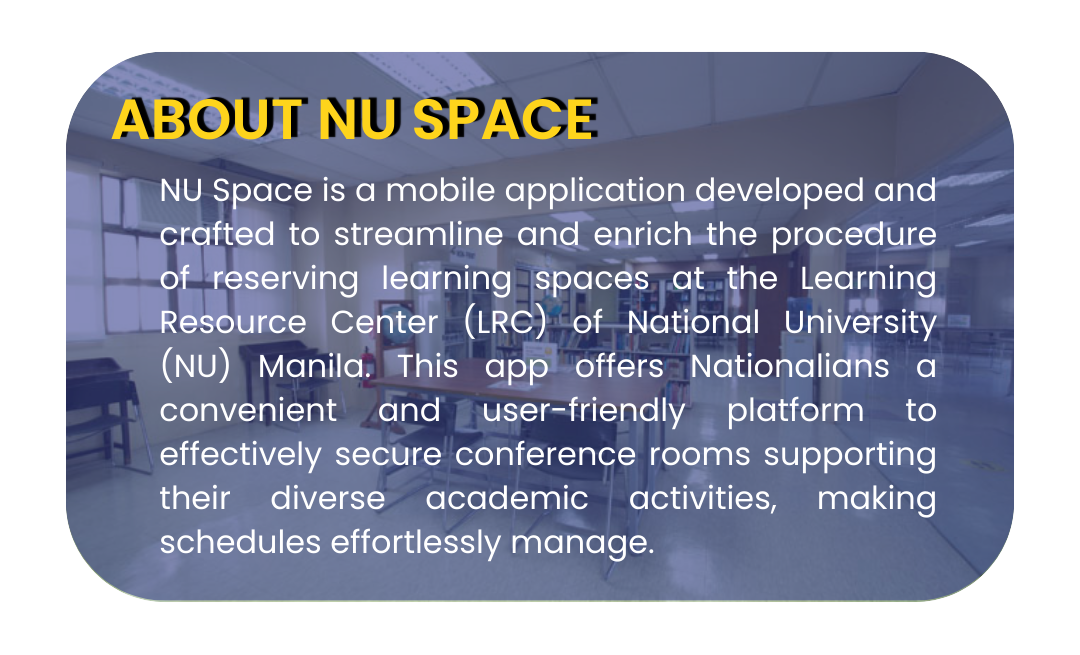 ABOUT NU SPACE
NU Space is a mobile application developed and
crafted to streamline and enrich the procedure
of reserving learning spaces at the Learning
Resource Center (LRC) of National University
(NU) Manila. This app offers Nationalians a
convenient and user-friendly platform to
effectively secure conference rooms supporting
their diverse academic activities, making
schedules effortlessly manage.